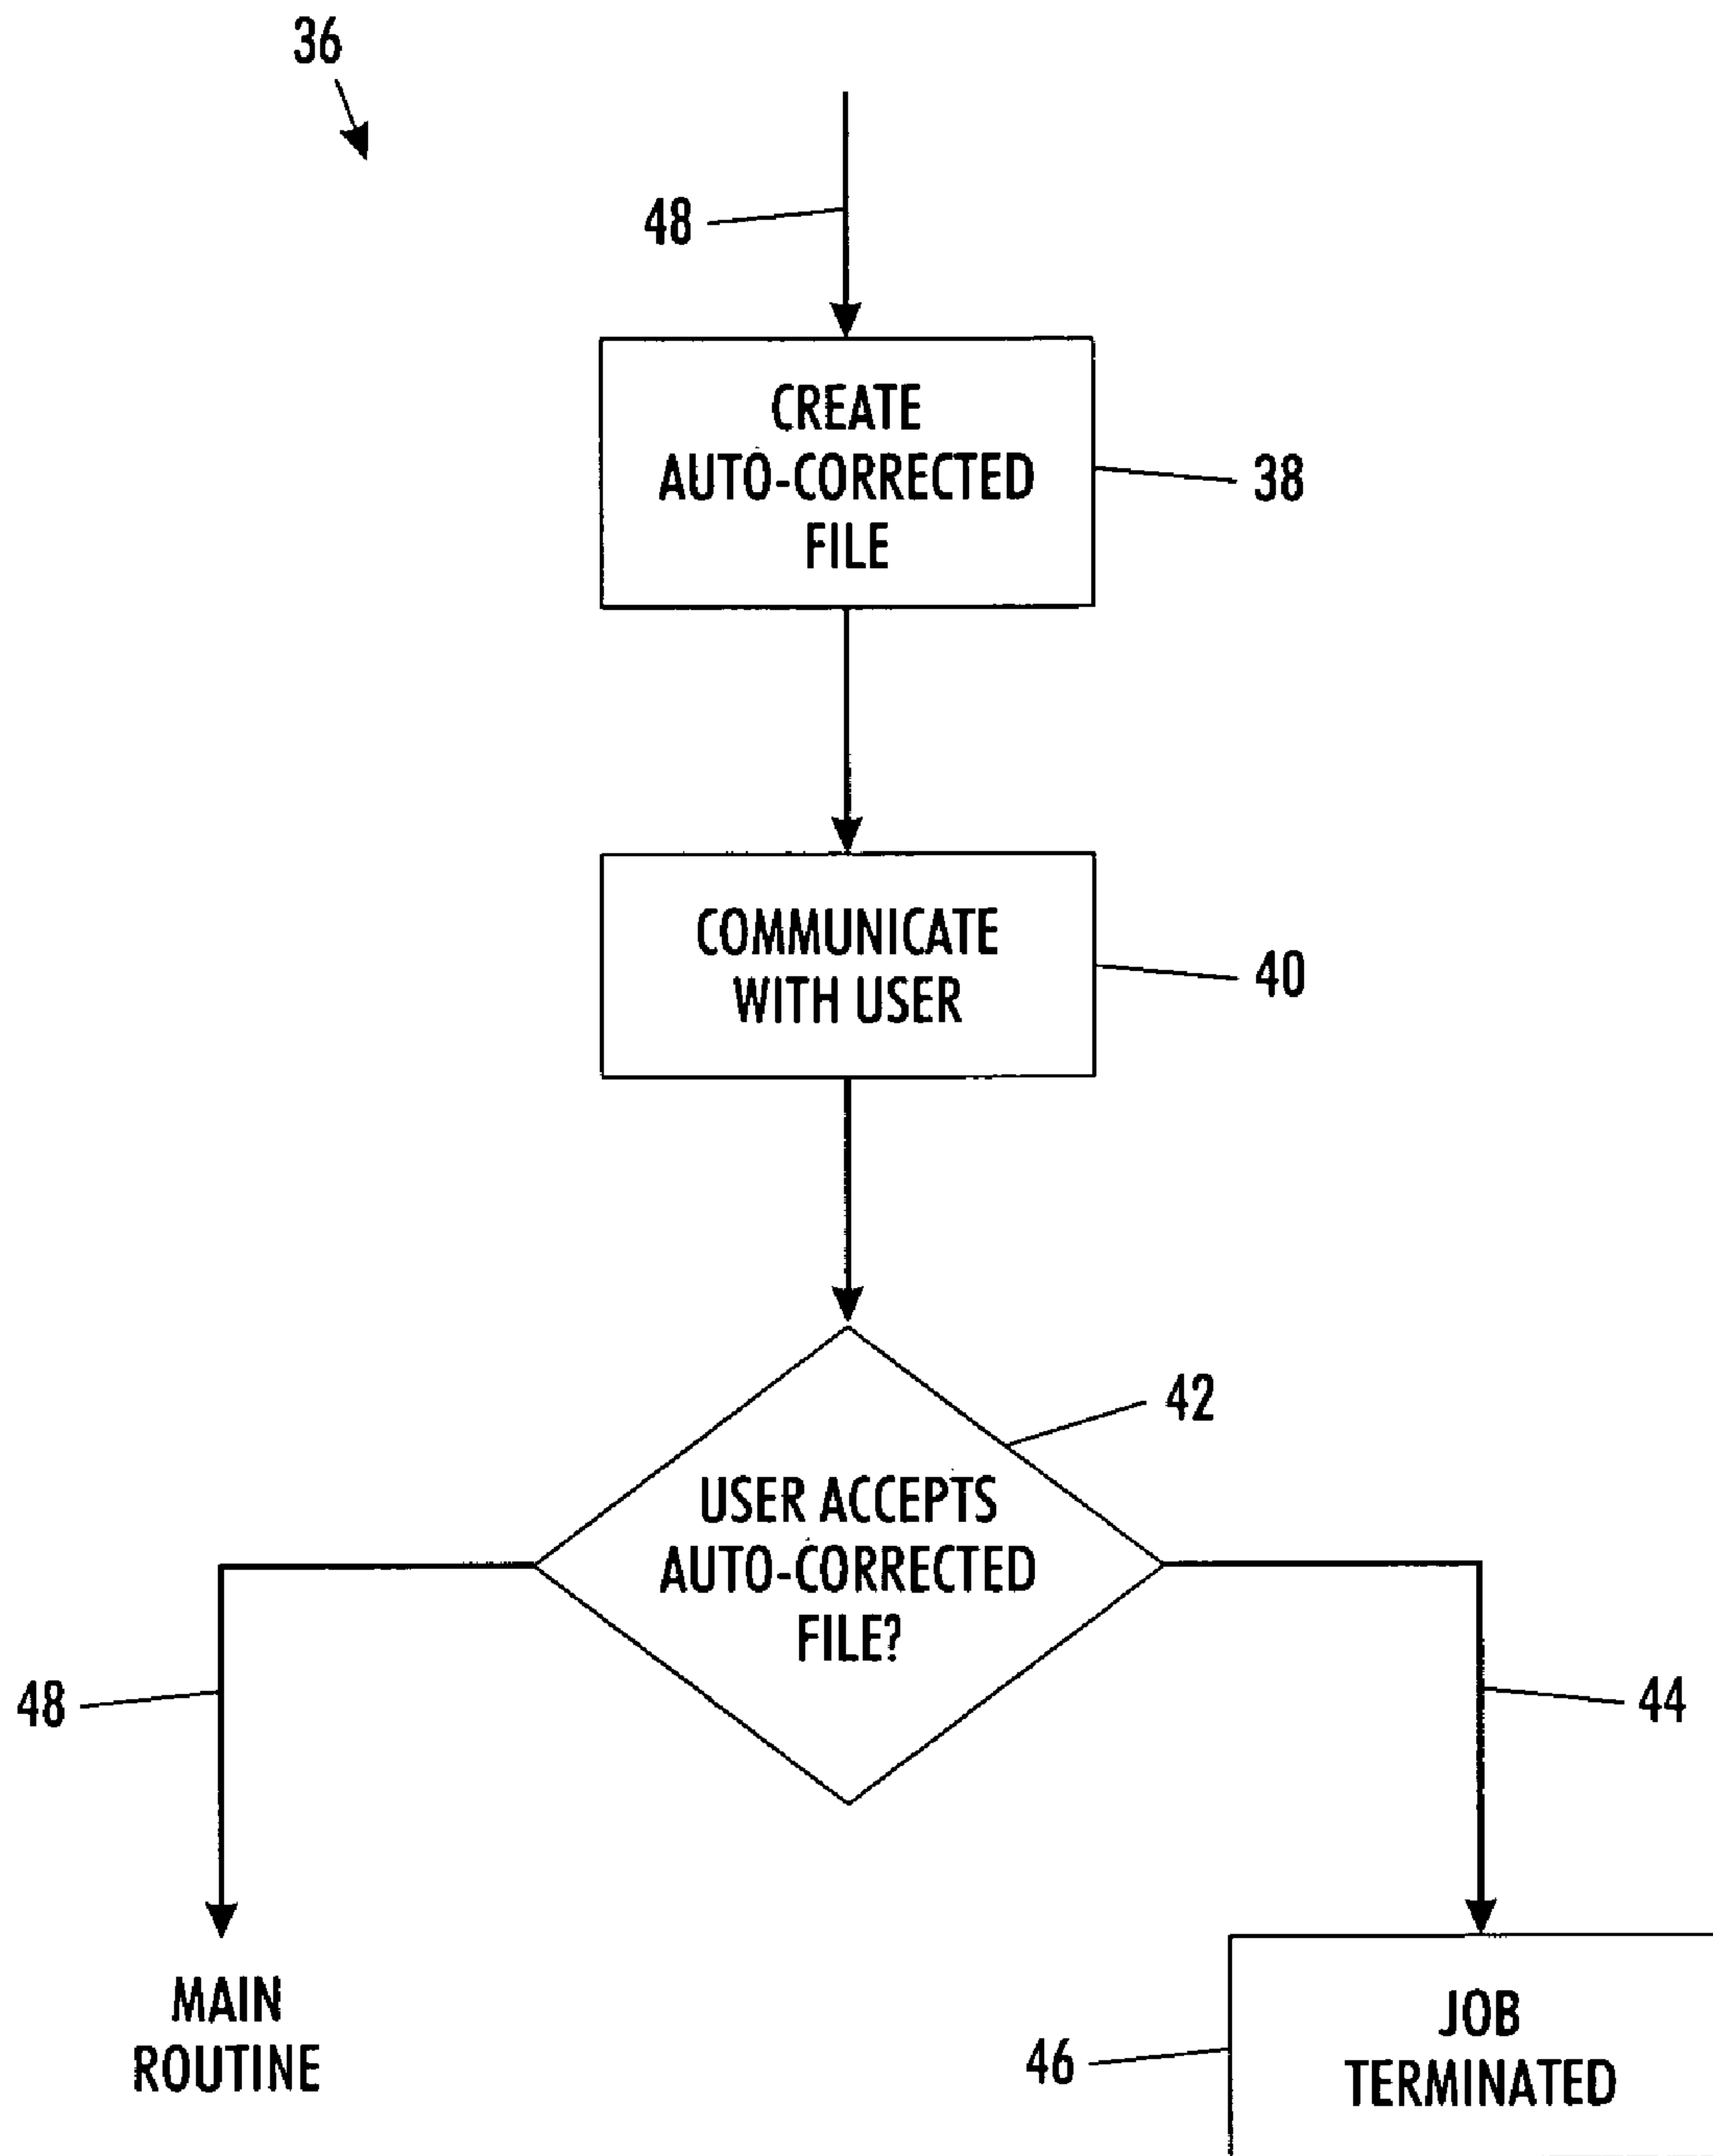 36
48
CREATE
AUTO-CORRECTED
FILE
38
COMMUNICATE
WITH USER
40
42
USER ACCEPTS
AUTO-CORRECTED
FILE?
48
44
MAIN
ROUTINE
46
JOB
TERMINATED